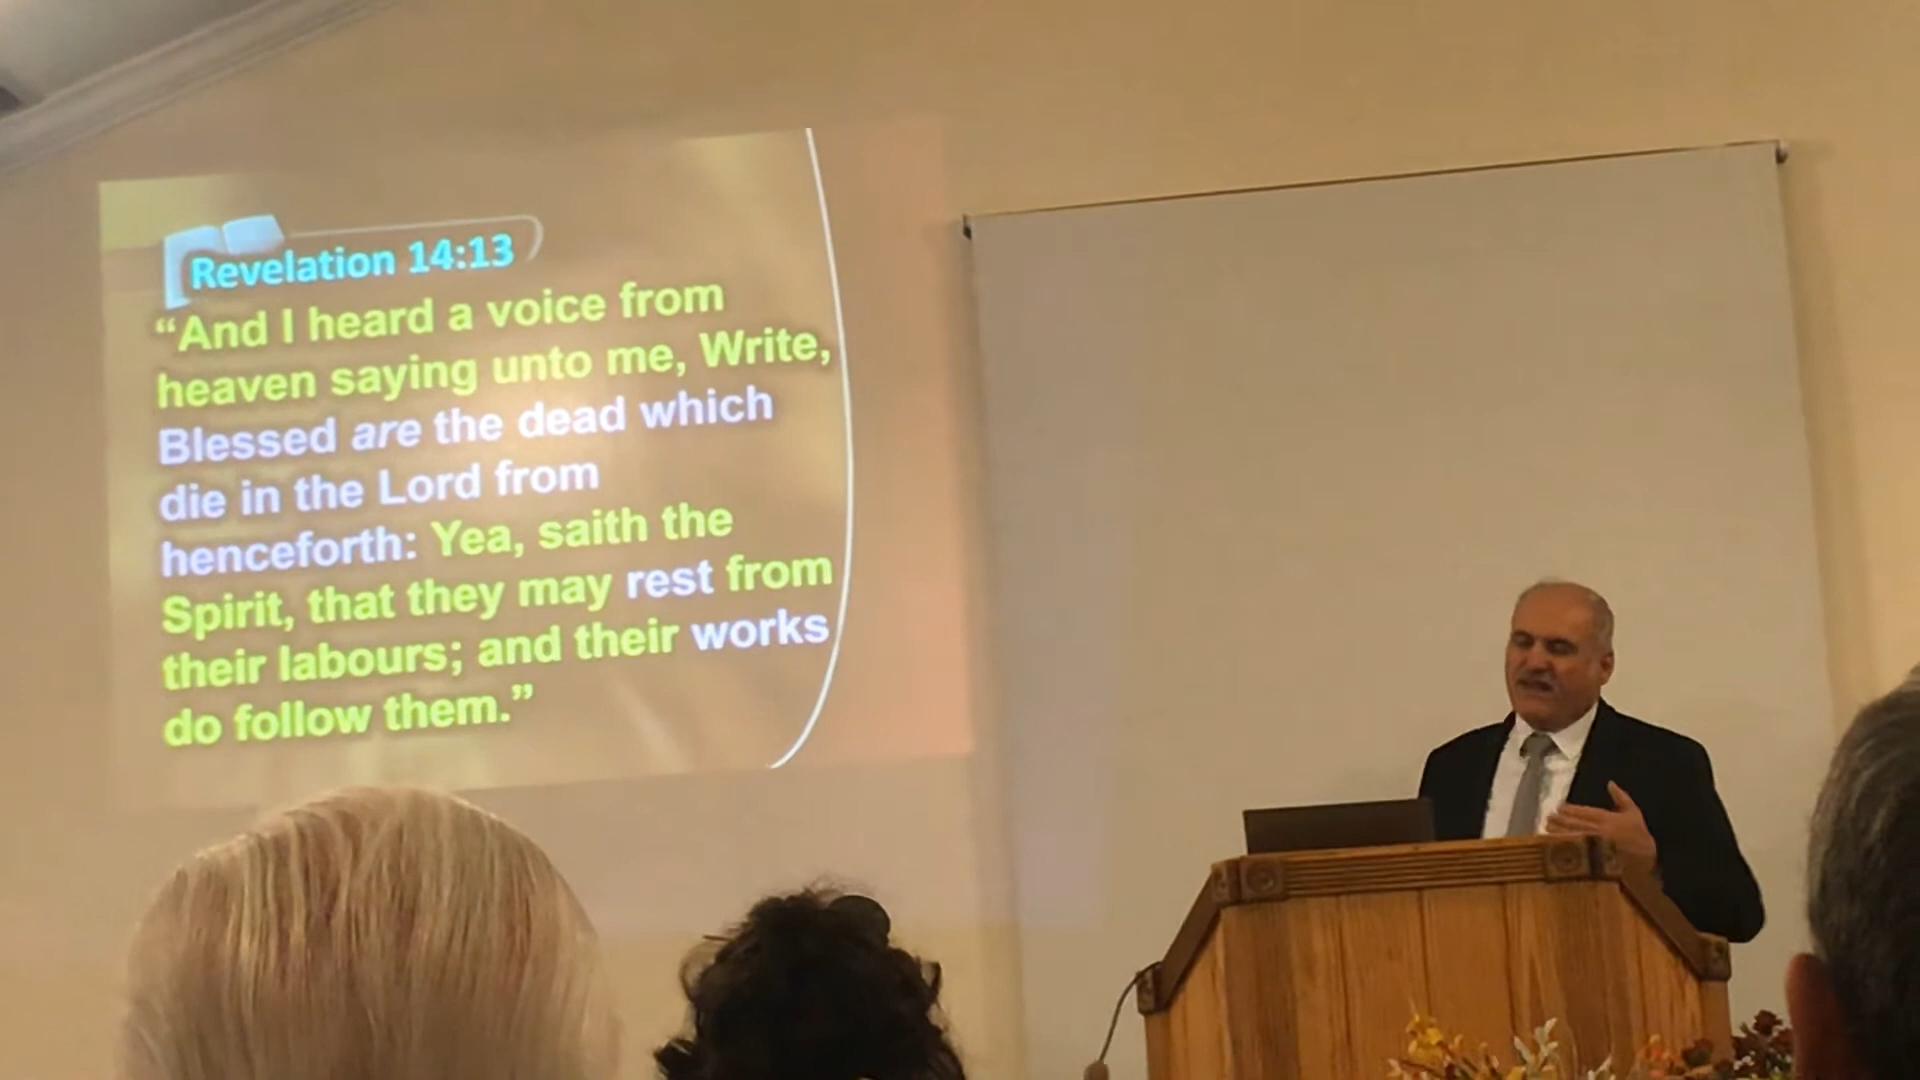 Revelation 14:13
“And I heard a voice from
heaven saying unto me, Write,
Blessed are the dead which
die in the Lord from
henceforth: Yea, saith the
Spirit, that they may rest from
their labours; and their works
do follow them.”